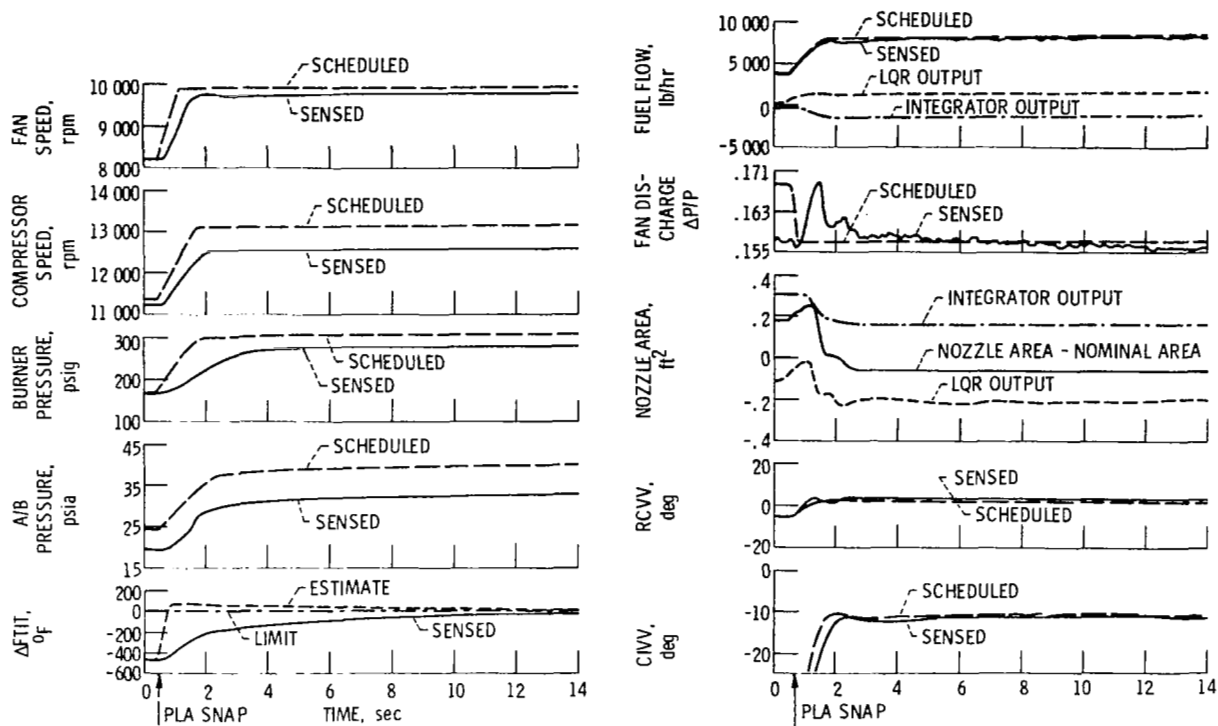 FAN
SPEED,
rpm
10 000
9 000
8 000
SCHEDULED
SENSED
COMPRESSOR
SPEED,
rpm
14 000
13 000
12 000
11 000
SCHEDULED
SENSED
BURNER
PRESSURE,
psig
300
200
100
SCHEDULED
SENSED
A/B
PRESSURE,
psia
45
35
25
15
SCHEDULED
SENSED
ΔFTIT,
°F
200
0
-200
-400
-600
ESTIMATE
LIMIT
SENSED
0 2 4 6 8 10 12 14
PLA SNAP
TIME, sec
FUEL FLOW,
lb/hr
10 000
5 000
0
-5 000
SCHEDULED
SENSED
LQR OUTPUT
INTEGRATOR OUTPUT
FAN DIS-
CHARGE
ΔP/P
.171
.163
.155
SCHEDULED
SENSED
NOZZLE AREA,
ft2
.4
.2
0
-.2
-.4
INTEGRATOR OUTPUT
NOZZLE AREA - NOMINAL AREA
LQR OUTPUT
RCVV,
deg
20
0
-20
SENSED
SCHEDULED
CIVV,
deg
0
-10
-20
SCHEDULED
SENSED
0 2 4 6 8 10 12 14
PLA SNAP